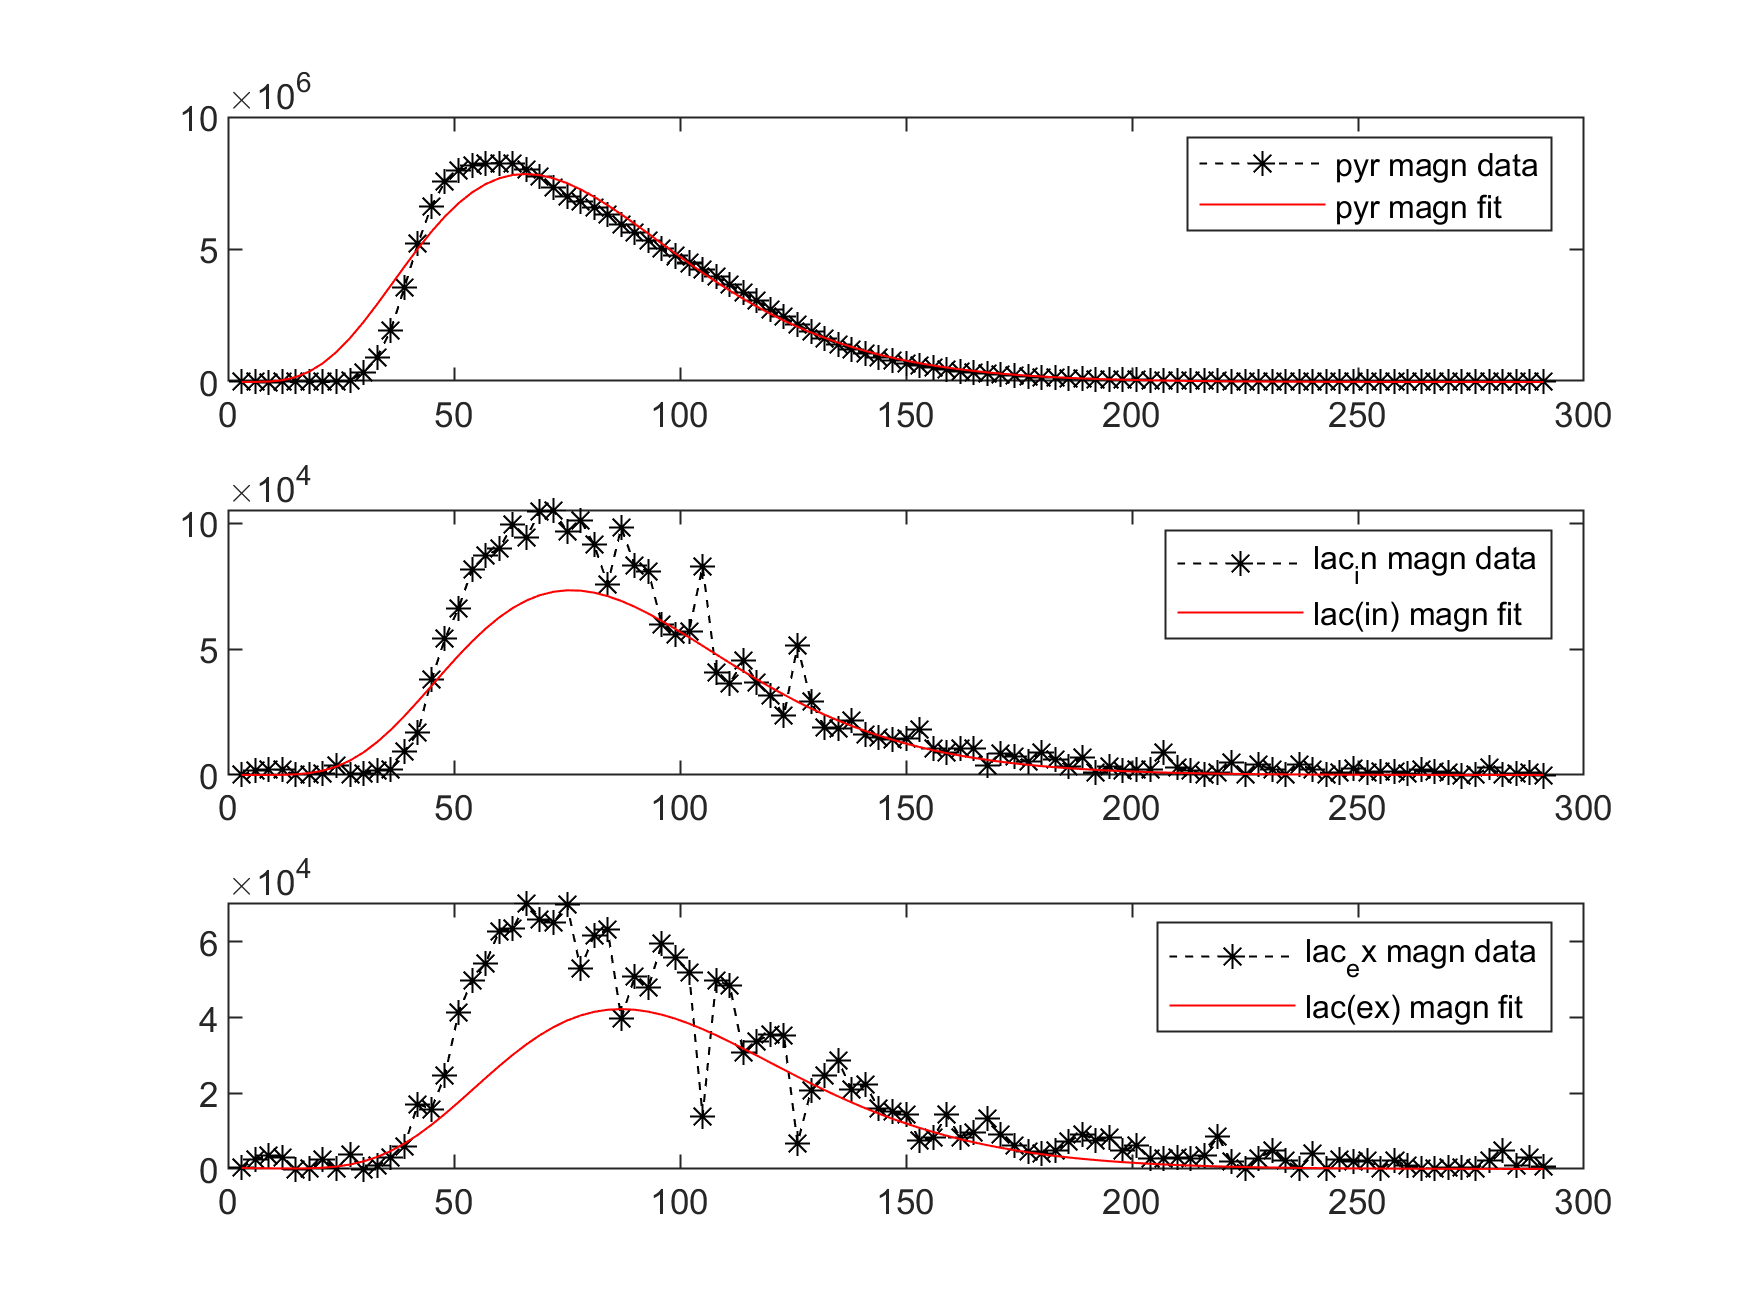 ×10^6
10
5
0
0 50 100 150 200 250 300
pyr magn data
pyr magn fit
×10^4
10
5
0
0 50 100 150 200 250 300
lac_in magn data
lac(in) magn fit
×10^4
6
4
2
0
0 50 100 150 200 250 300
lac_ex magn data
lac(ex) magn fit